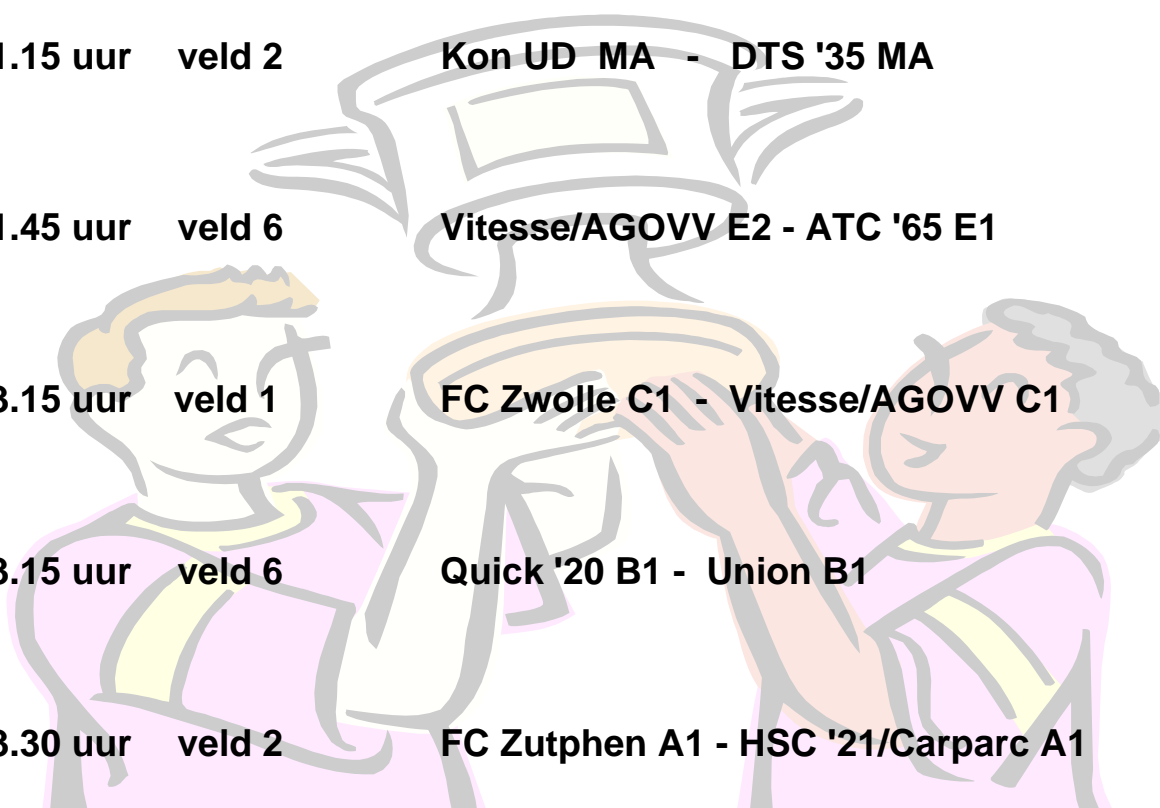 1.15 uur veld 2 Kon UD MA - DTS '35 MA
1.45 uur veld 6 Vitesse/AGOVV E2 - ATC '65 E1
3.15 uur veld 1 FC Zwolle C1 - Vitesse/AGOVV C1
3.15 uur veld 6 Quick '20 B1 - Union B1
3.30 uur veld 2 FC Zutphen A1 - HSC '21/Carparc A1